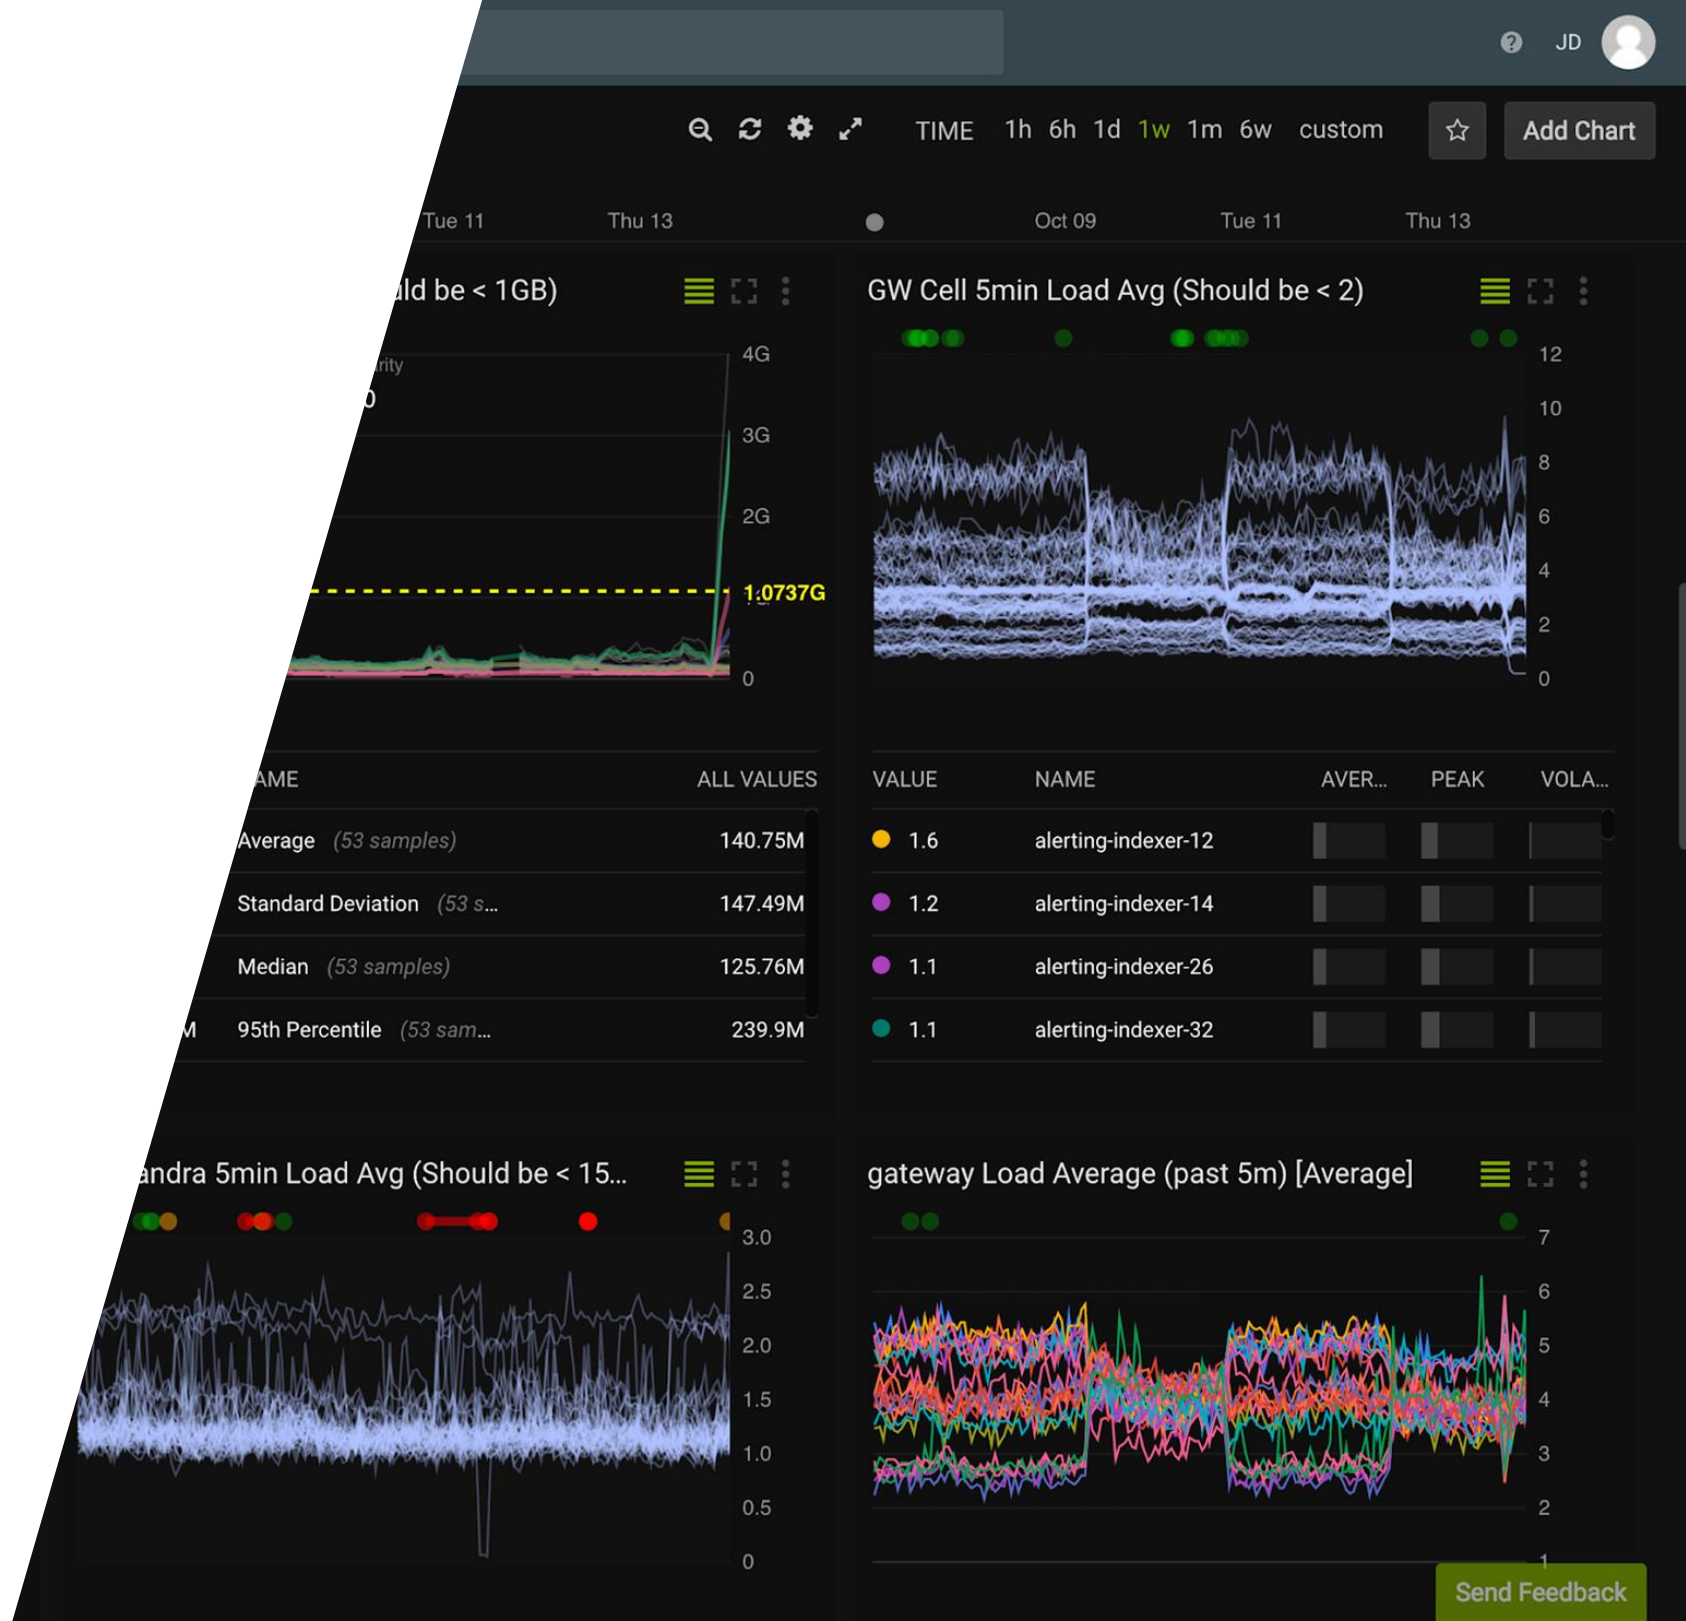 JD
TIME 1h 6h 1d 1w 1m 6w custom
Add Chart
Tue 11 Thu 13
Oct 09 Tue 11 Thu 13
be < 1GB)
4G
3G
2G
1.0737G
0
GW Cell 5min Load Avg (Should be < 2)
12
10
8
6
4
2
0
ALL VALUES
Average (53 samples) 140.75M
Standard Deviation (53 s... 147.49M
Median (53 samples) 125.76M
M 95th Percentile (53 sam... 239.9M
VALUE NAME AVER... PEAK VOLA...
1.6 alerting-indexer-12
1.2 alerting-indexer-14
1.1 alerting-indexer-26
1.1 alerting-indexer-32
andra 5min Load Avg (Should be < 15...
3.0
2.5
2.0
1.5
1.0
0.5
0
gateway Load Average (past 5m) [Average]
7
6
5
4
3
2
1
Send Feedback